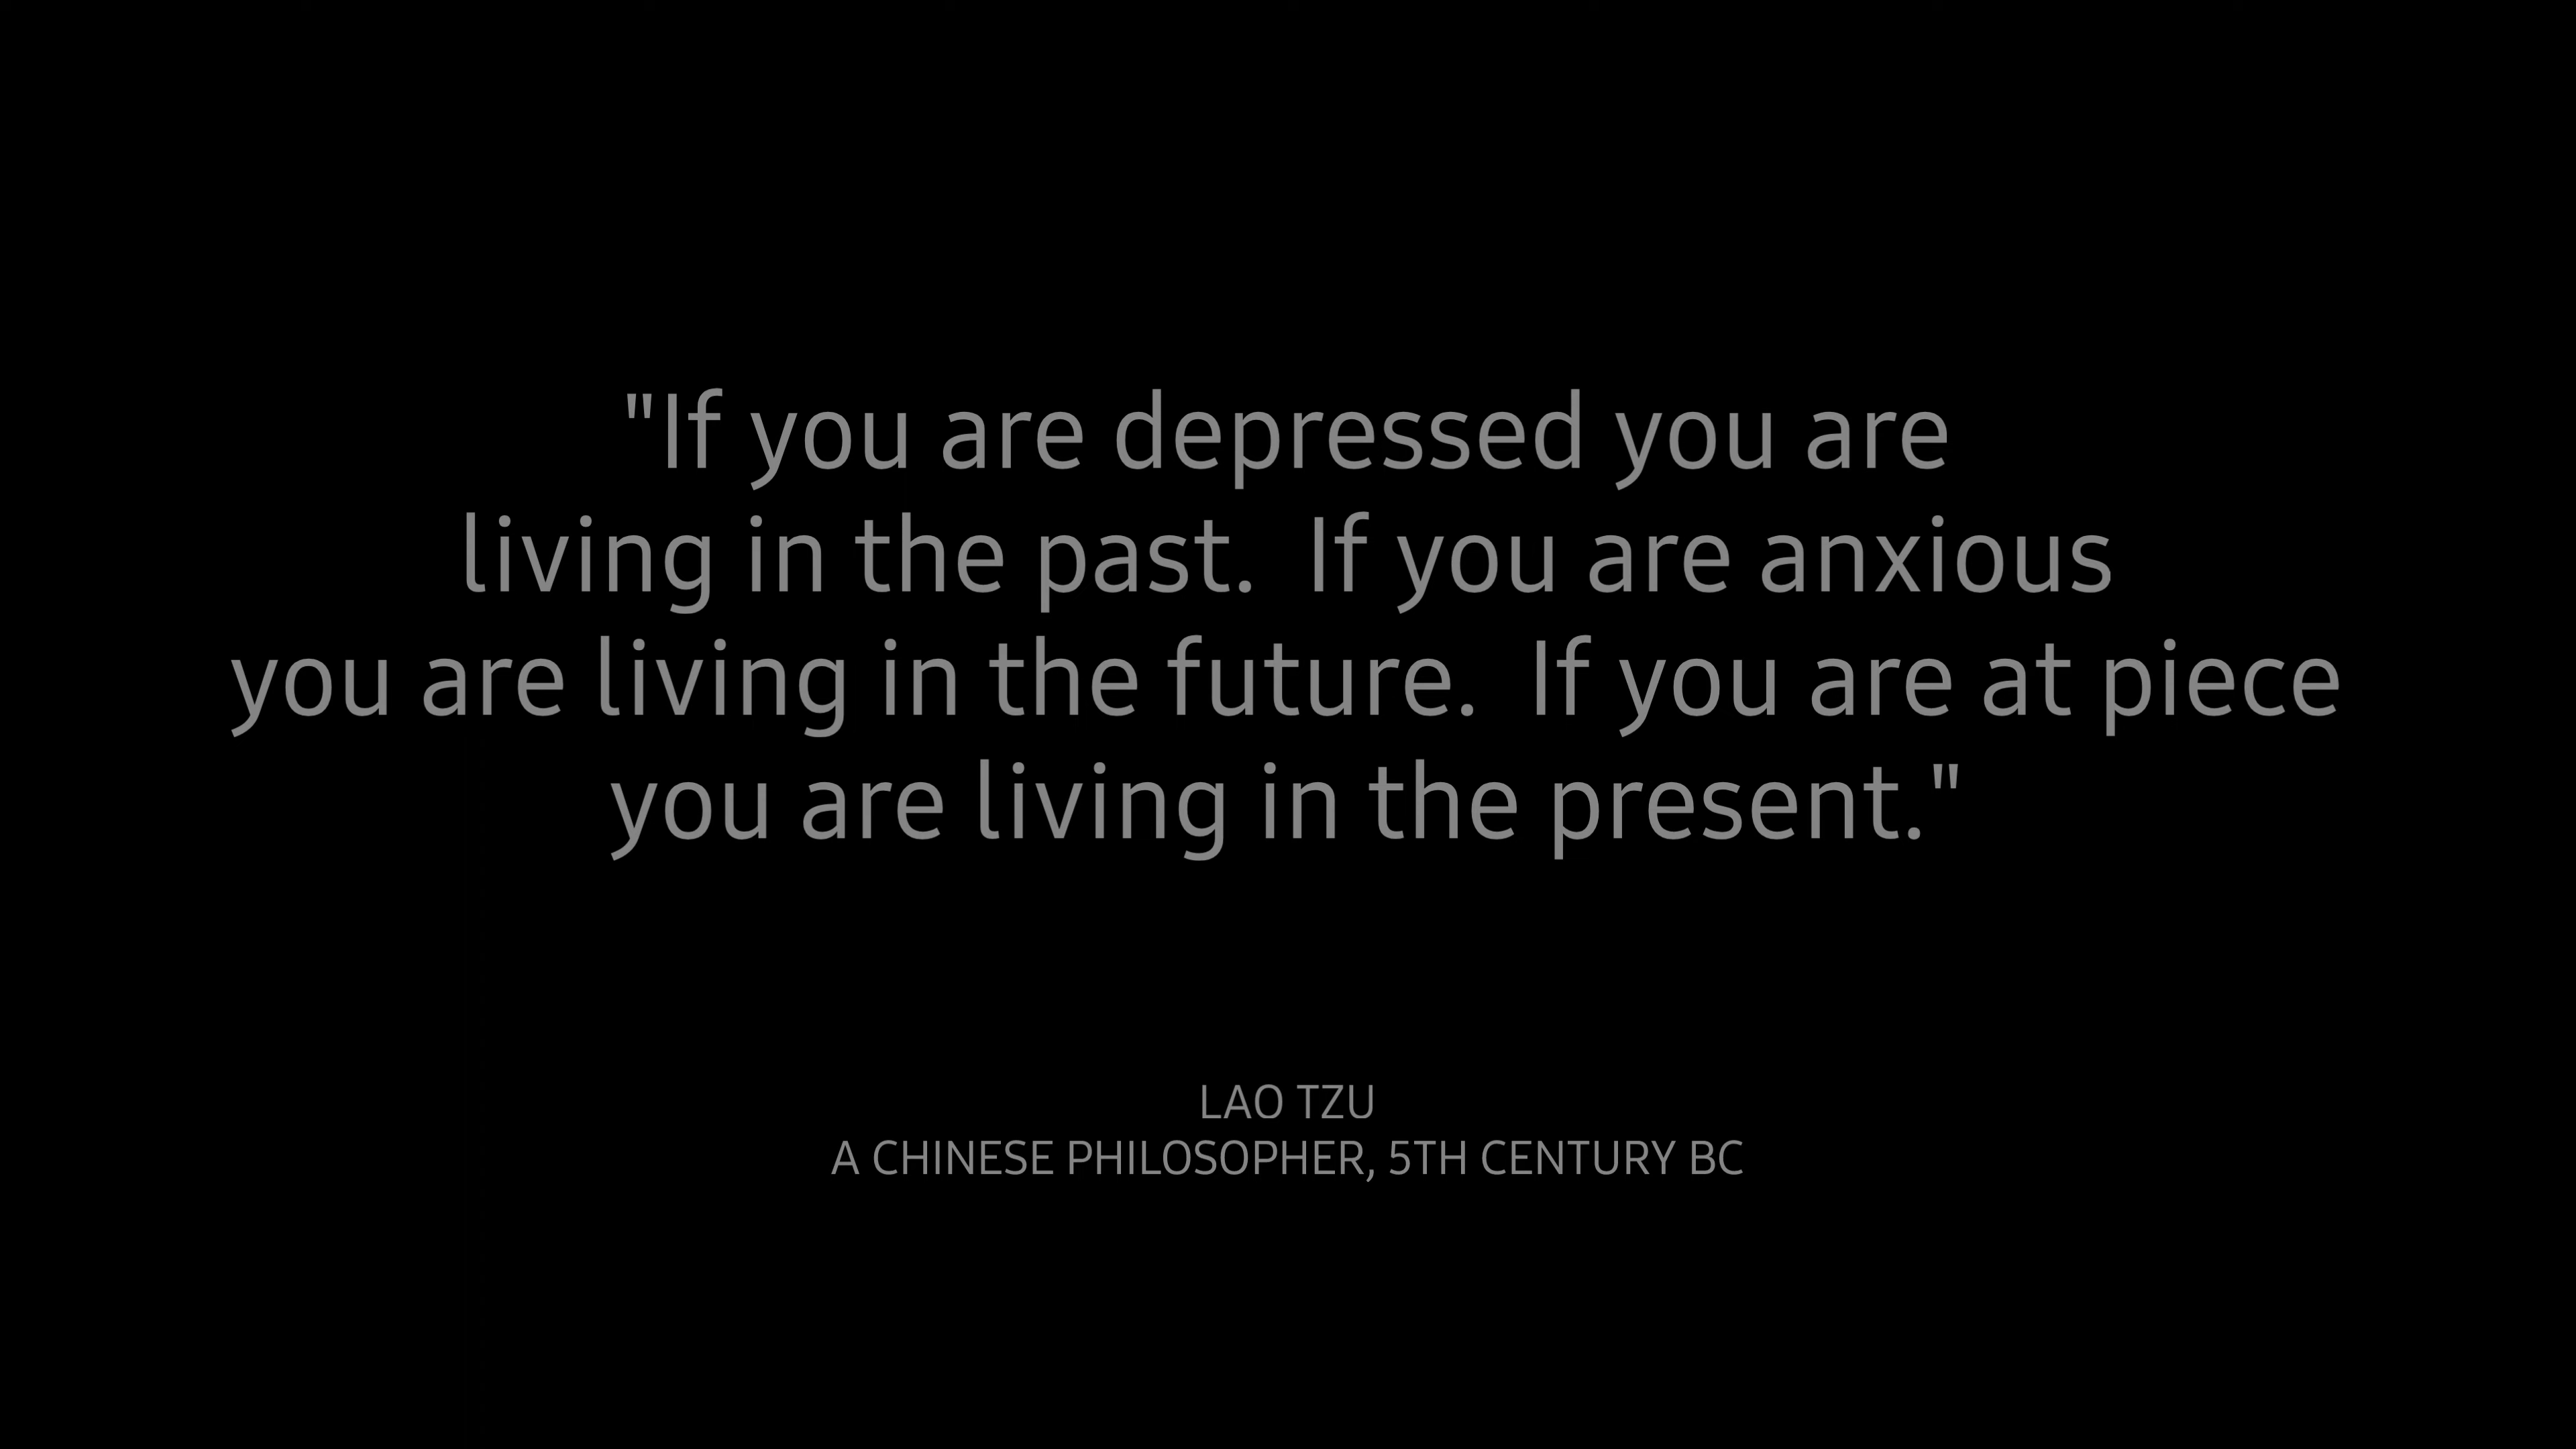 "If you are depressed you are
living in the past.  If you are anxious
you are living in the future.  If you are at piece
you are living in the present."
LAO TZU
A CHINESE PHILOSOPHER, 5TH CENTURY BC